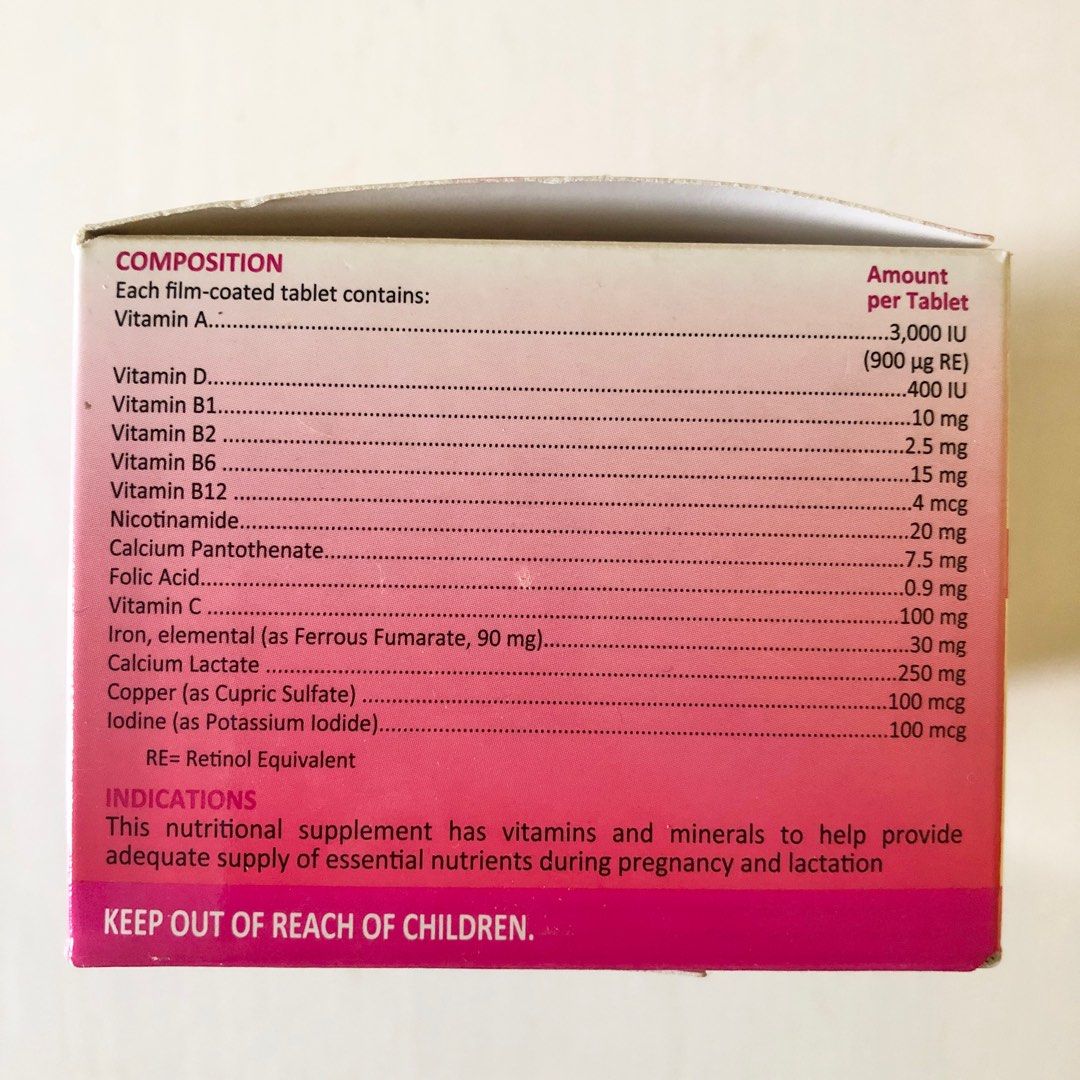 COMPOSITION
Amount
per Tablet
Each film-coated tablet contains:
Vitamin A..........3,000 IU
(900 µg RE)
Vitamin D..........400 IU
Vitamin B1..........10 mg
Vitamin B2..........2.5 mg
Vitamin B6..........15 mg
Vitamin B12..........4 mcg
Nicotinamide..........20 mg
Calcium Pantothenate..........7.5 mg
Folic Acid..........0.9 mg
Vitamin C..........100 mg
Iron, elemental (as Ferrous Fumarate, 90 mg)..........30 mg
Calcium Lactate..........250 mg
Copper (as Cupric Sulfate)..........100 mcg
Iodine (as Potassium Iodide)..........100 mcg
RE= Retinol Equivalent
INDICATIONS
This nutritional supplement has vitamins and minerals to help provide
adequate supply of essential nutrients during pregnancy and lactation
KEEP OUT OF REACH OF CHILDREN.